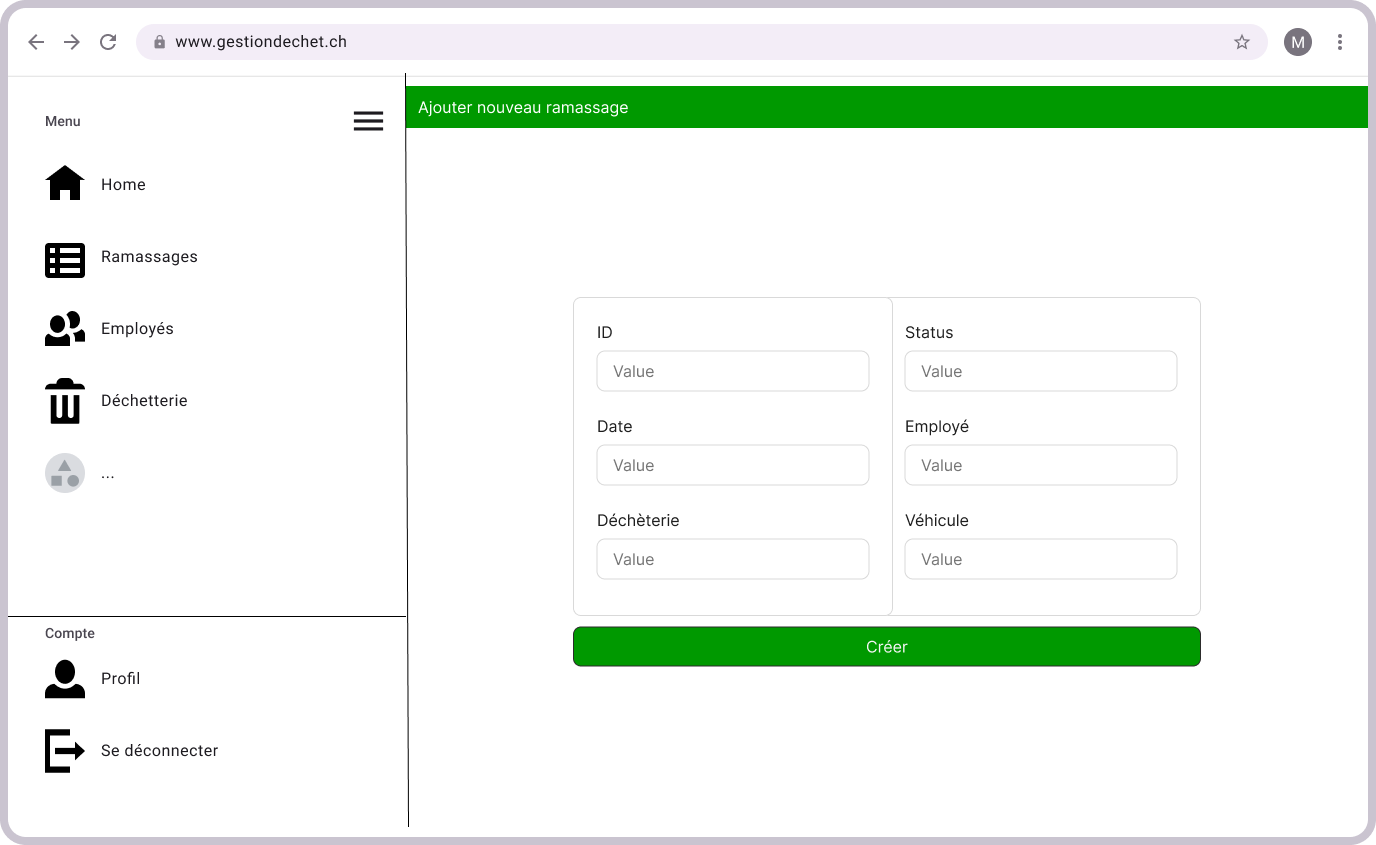 www.gestiondechet.ch
M
Menu
Home
Ramassages
Employés
Déchetterie
...
Compte
Profil
Se déconnecter
Ajouter nouveau ramassage
ID
Value
Status
Value
Date
Value
Employé
Value
Déchèterie
Value
Véhicule
Value
Créer